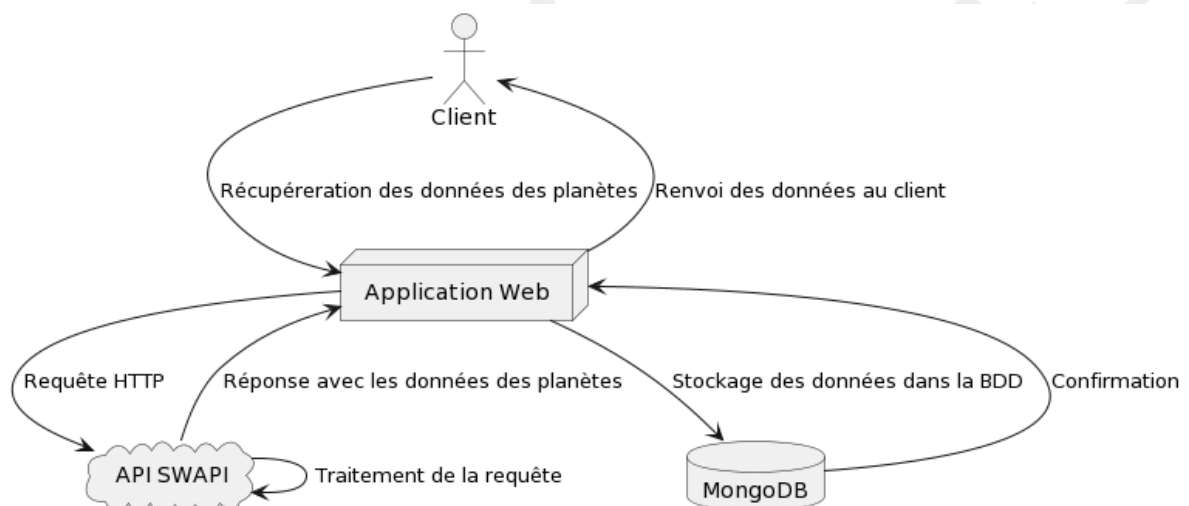 Client
Récupéreration des données des planètes
Renvoi des données au client
Application Web
Requête HTTP
Réponse avec les données des planètes
Stockage des données dans la BDD
Confirmation
API SWAPI
Traitement de la requête
MongoDB